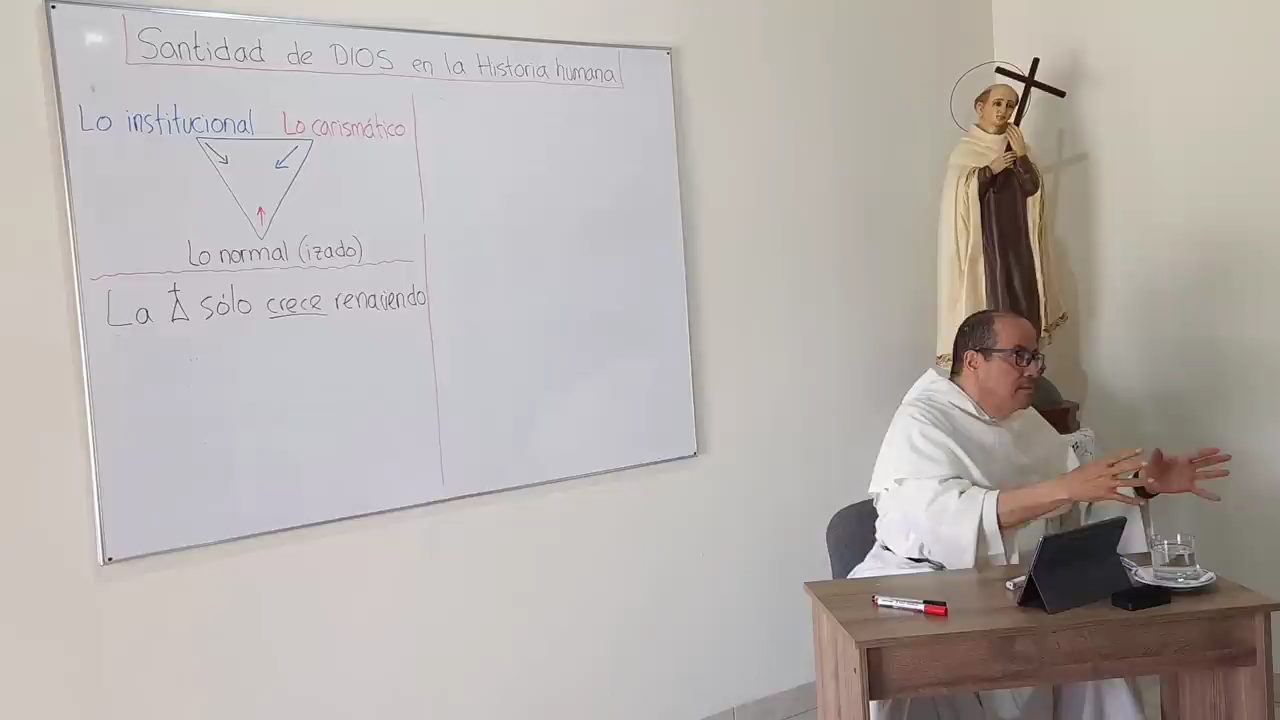 Santidad de DIOS en la Historia humana
Lo institucional
Lo carismático
Lo normal (izado)
La sólo crece renaciendo